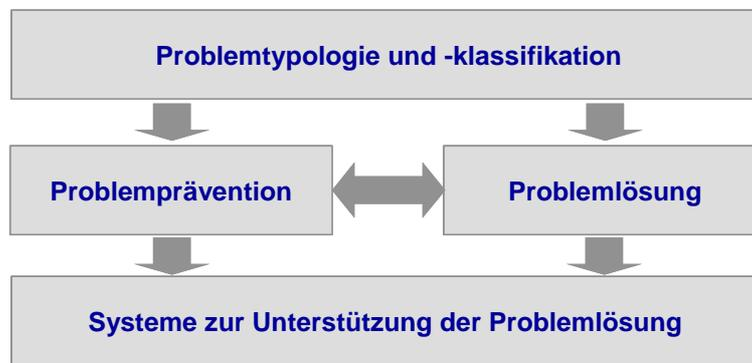 Problemtypologie und -klassifikation
Problemprävention
Problemlösung
Systeme zur Unterstützung der Problemlösung